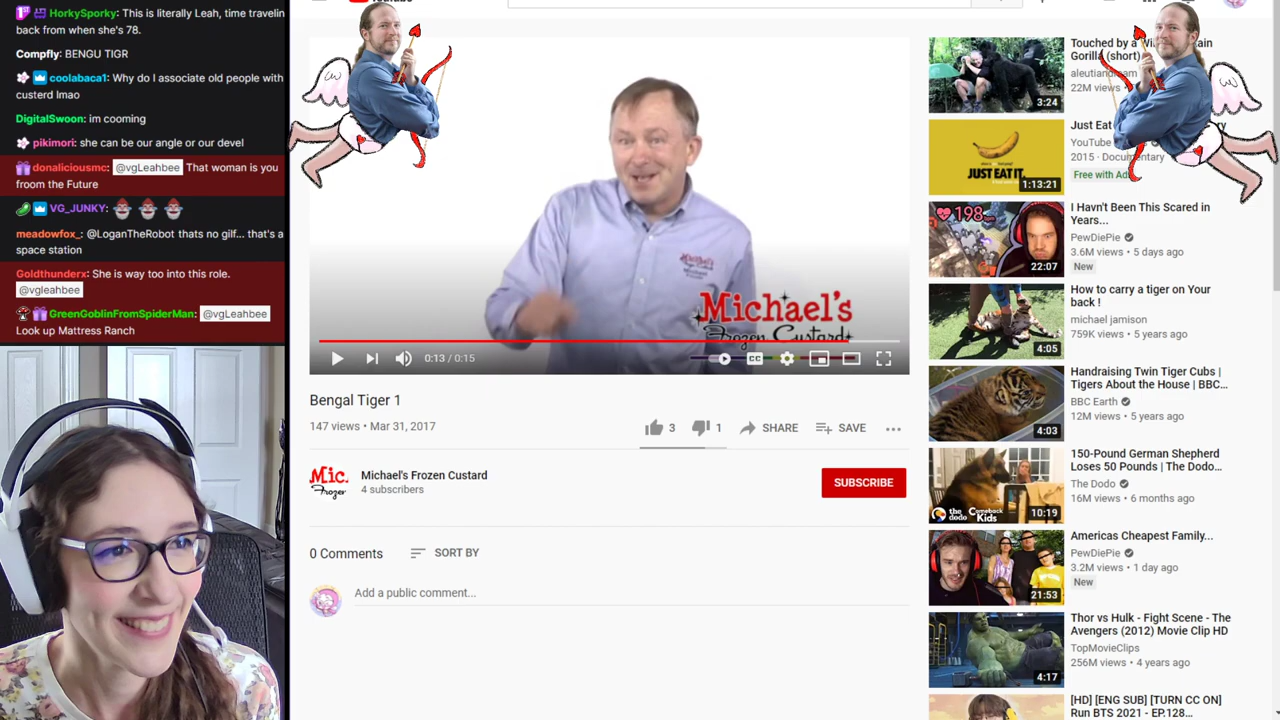 HorkySporky: This is literally Leah, time travelin
back from when she's 78.
Compfly: BENGU TIGR
coolabaca1: Why do I associate old people with
custerd lmao
DigitalSwoon: im cooming
pikimori: she can be our angle or our devel
donaliciousmc: @vgLeahbee That woman is you
froom the Future
VG_JUNKY:
meadowfox_: @LoganTheRobot thats no gilf... that's a
space station
Goldthunderx: She is way too into this role.
@vgleahbee
GreenGoblinFromSpiderMan: @vgLeahbee
Look up Mattress Ranch
Michael's
Frozen Custard
0:13 / 0:15
CC
Bengal Tiger 1
147 views • Mar 31, 2017
3
1
SHARE
SAVE
Mic.
Frozer
Michael's Frozen Custard
4 subscribers
SUBSCRIBE
0 Comments
SORT BY
Add a public comment...
3:24
Touched by a
Gorilla (short)
22M views
JUST EAT IT.
1:13:21
Just Eat
YouTube
2015 • Documentary
Free with Ads
198
22:07
I Havn't Been This Scared in
Years...
PewDiePie
3.6M views • 5 days ago
New
4:05
How to carry a tiger on Your
back !
michael jamison
759K views • 5 years ago
4:03
Handraising Twin Tiger Cubs |
Tigers About the House | BBC...
BBC Earth
12M views • 5 years ago
the dodo
Comeback Kids
10:19
150-Pound German Shepherd
Loses 50 Pounds | The Dodo...
The Dodo
16M views • 6 months ago
21:53
Americas Cheapest Family...
PewDiePie
3.2M views • 1 day ago
New
4:17
Thor vs Hulk - Fight Scene - The
Avengers (2012) Movie Clip HD
TopMovieClips
256M views • 4 years ago
[HD] [ENG SUB] [TURN CC ON]
Run BTS 2021 - EP.128...